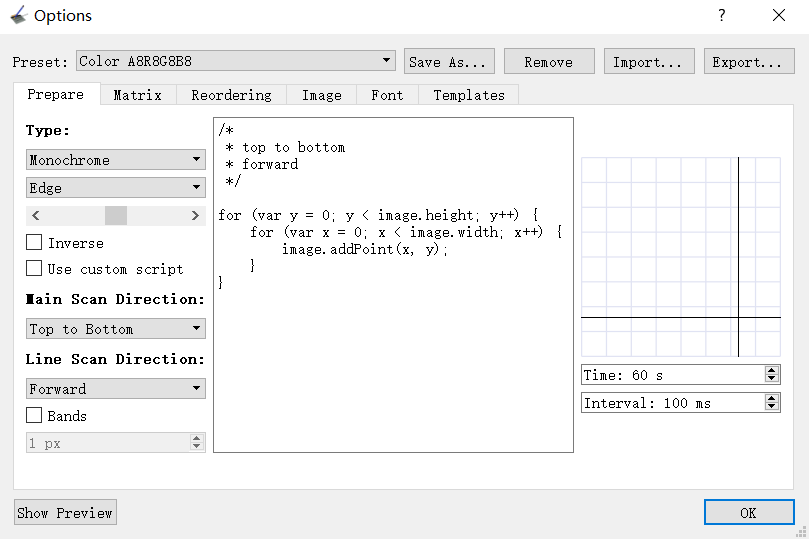 Options
?
Preset: Color A8R8G8B8 Save As... Remove Import... Export...
Prepare Matrix Reordering Image Font Templates
Type:
Monochrome
Edge
Inverse
Use custom script
Main Scan Direction:
Top to Bottom
Line Scan Direction:
Forward
Bands
1 px
/*
 * top to bottom
 * forward
 */
for (var y = 0; y < image.height; y++) {
    for (var x = 0; x < image.width; x++) {
        image.addPoint(x, y);
    }
}
Time: 60 s
Interval: 100 ms
Show Preview OK